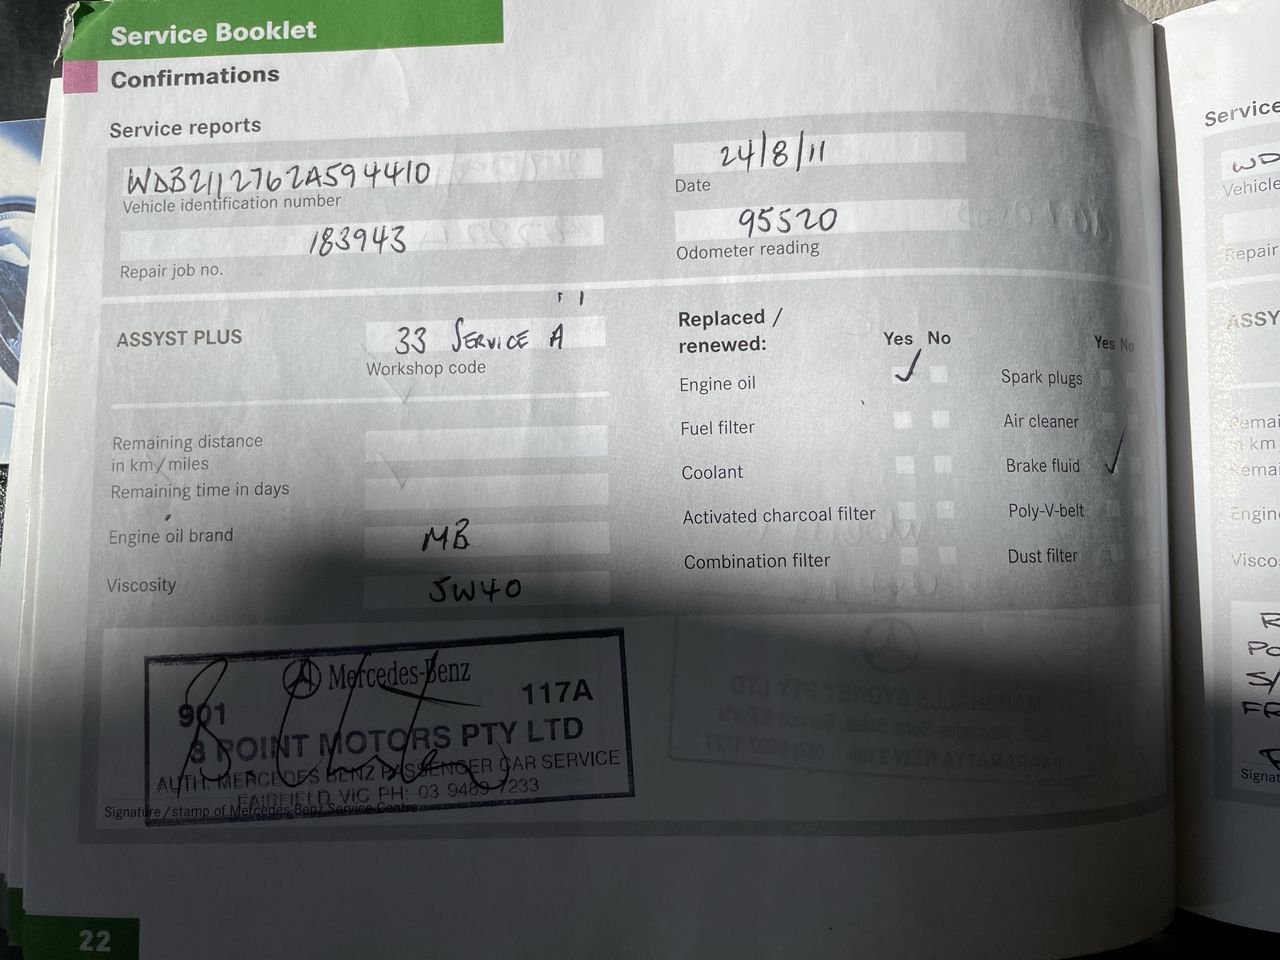 Service Booklet
Confirmations
Service reports
WDB2112762A594410
Vehicle identification number
24/8/11
Date
183943
Repair job no.
95520
Odometer reading
ASSYST PLUS
33 SERVICE A
Workshop code
Remaining distance
in km/miles
Remaining time in days
Engine oil brand
MB
Viscosity
5W40
Replaced /
renewed:
Yes No
Yes No
Engine oil
Spark plugs
Fuel filter
Air cleaner
Coolant
Brake fluid
Activated charcoal filter
Poly-V-belt
Combination filter
Dust filter
Mercedes-Benz
901
117A
3 POINT MOTORS PTY LTD
AUTH. MERCEDES BENZ PASSENGER CAR SERVICE
FAIRFIELD VIC PH: 03 9489 7233
Signature/stamp of Mercedes-Benz Service Centre
22
Service
WD
Vehicle
Repair
ASSY
Engin
Visco